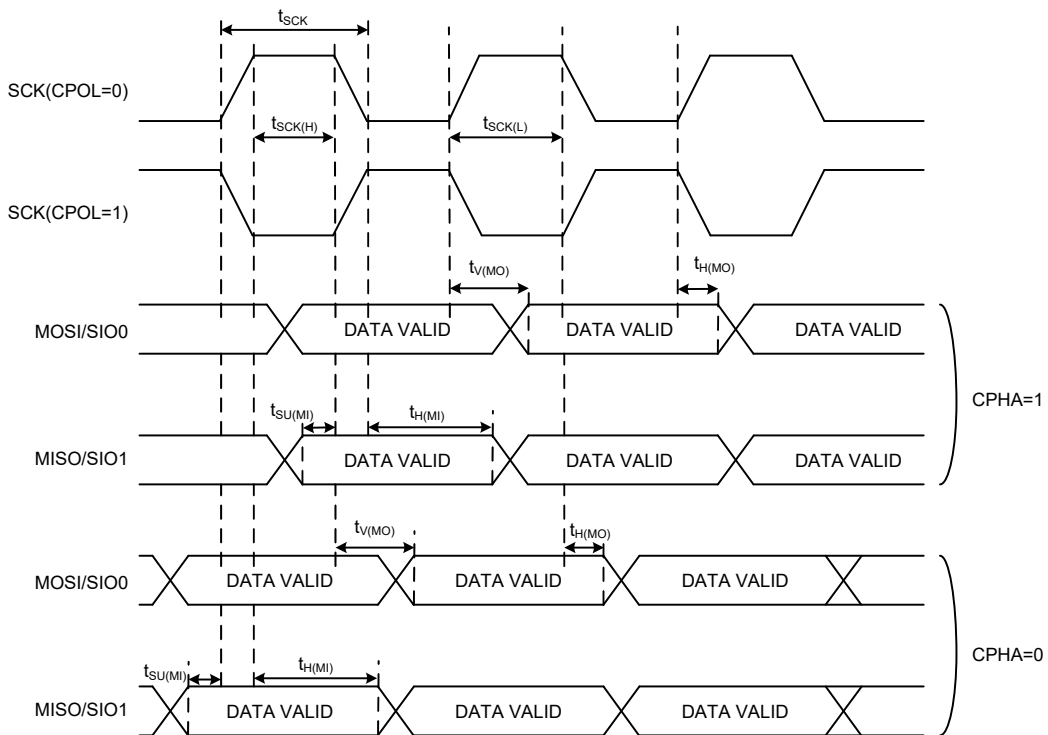 tSCK
SCK(CPOL=0)
tSCK(H)
tSCK(L)
SCK(CPOL=1)
tV(MO)
tH(MO)
MOSI/SIO0
DATA VALID
DATA VALID
DATA VALID
CPHA=1
tSU(MI)
tH(MI)
MISO/SIO1
DATA VALID
DATA VALID
DATA VALID
tV(MO)
tH(MO)
MOSI/SIO0
DATA VALID
DATA VALID
DATA VALID
CPHA=0
tSU(MI)
tH(MI)
MISO/SIO1
DATA VALID
DATA VALID
DATA VALID